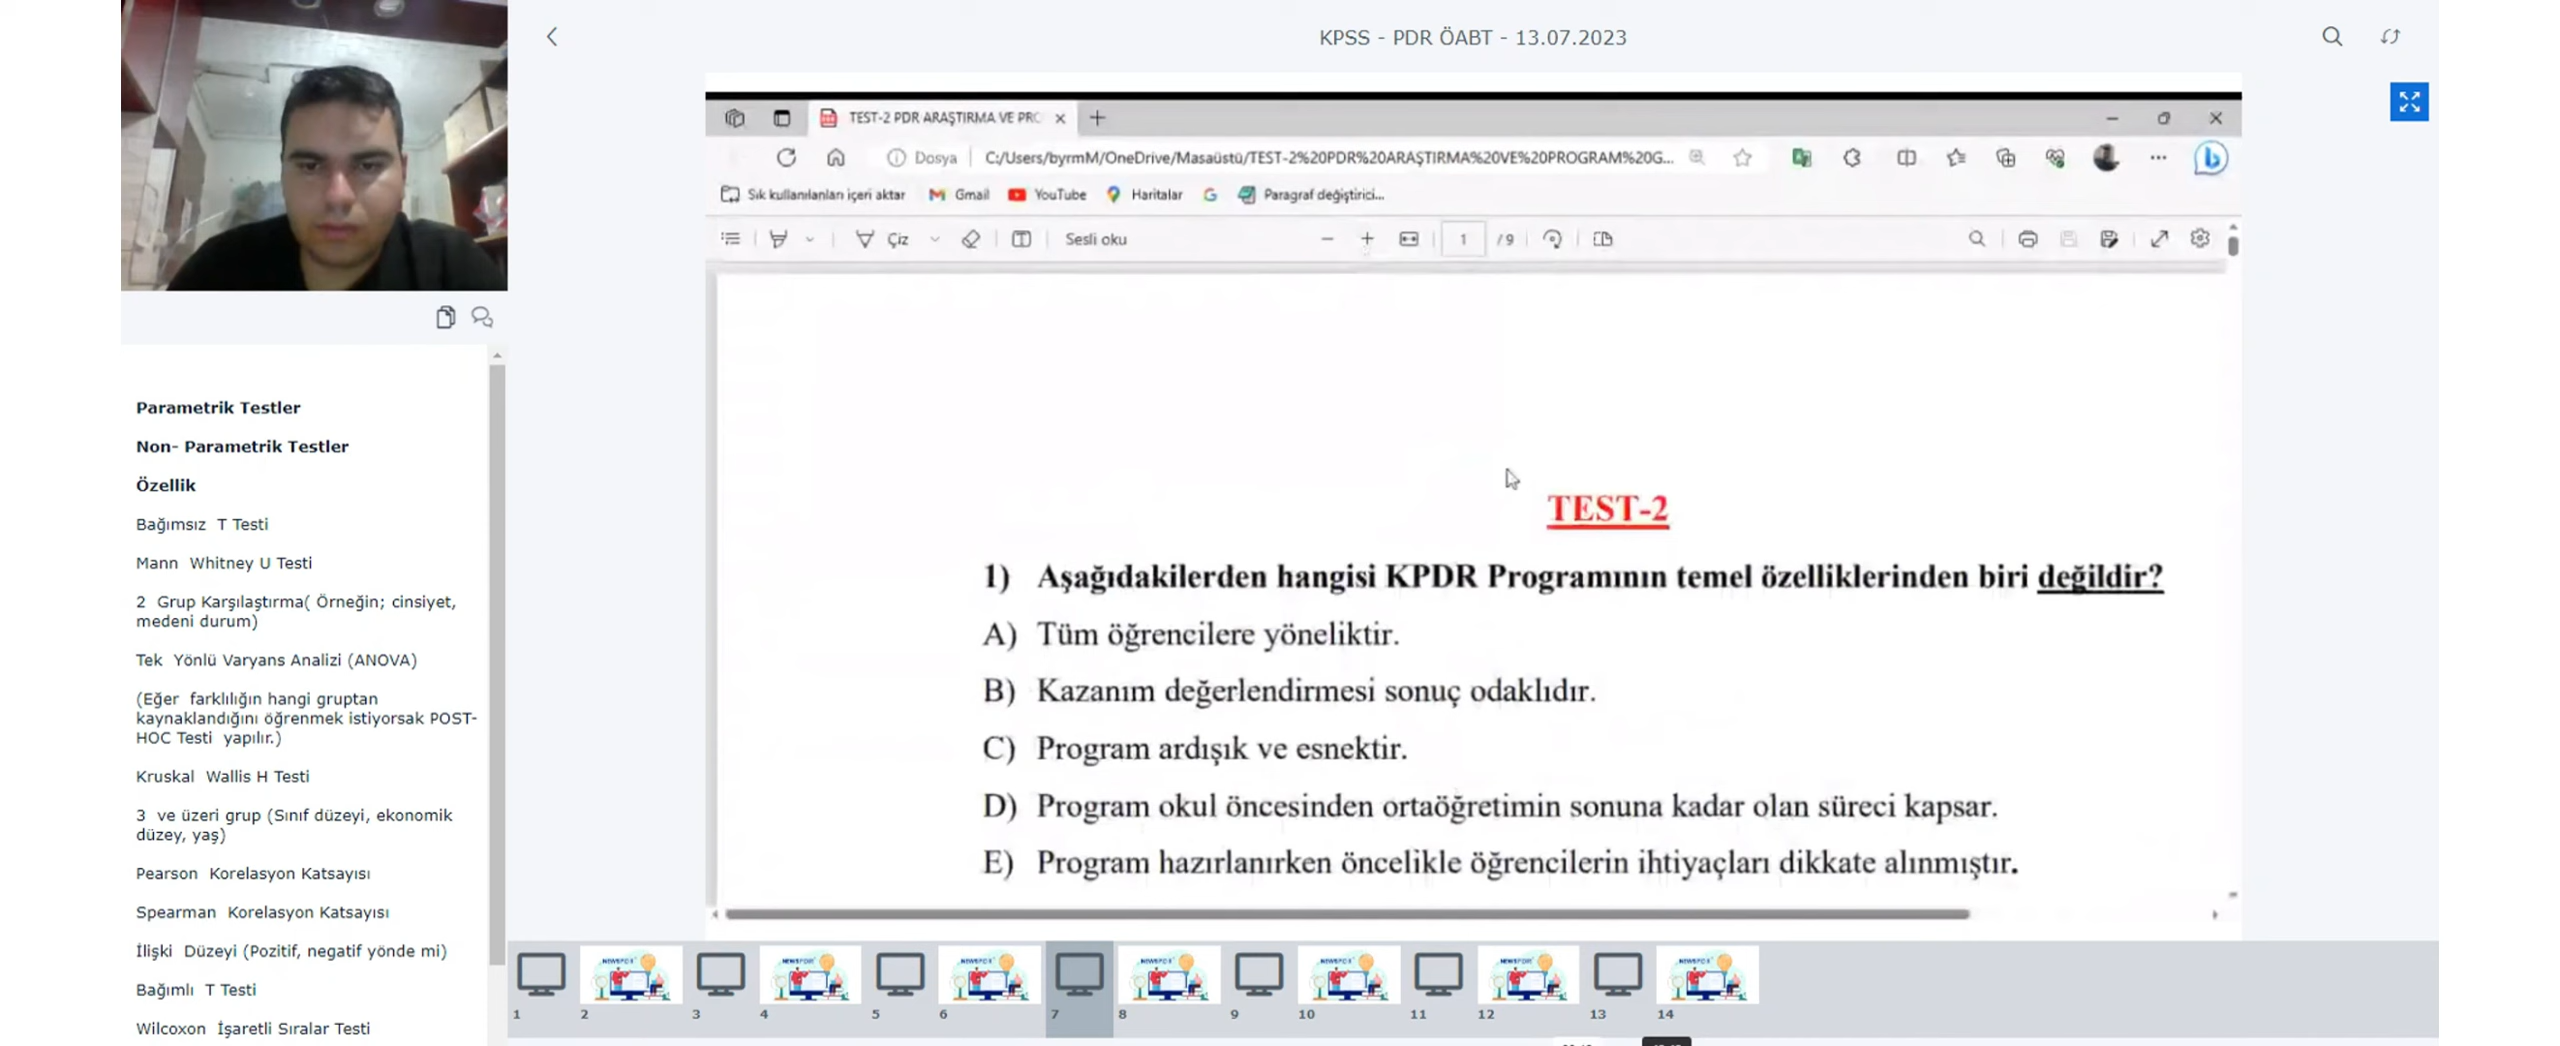 KPSS - PDR ÖABT - 13.07.2023
TEST-2 PDR ARAŞTIRMA VE PRO
Dosya
C:/Users/byrmM/OneDrive/Masaüstü/TEST-2%20PDR%20ARAŞTIRMA%20VE%20PROGRAM%20G...
Sık kullanılanları içeri aktar
Gmail
YouTube
Haritalar
Paragraf değiştirici...
Çiz
Sesli oku
1 /9
Parametrik Testler
Non- Parametrik Testler
Özellik
Bağımsız T Testi
Mann Whitney U Testi
2 Grup Karşılaştırma( Örneğin; cinsiyet,
medeni durum)
Tek Yönlü Varyans Analizi (ANOVA)
(Eğer farklılığın hangi gruptan
kaynaklandığını öğrenmek istiyorsak POST-
HOC Testi yapılır.)
Kruskal Wallis H Testi
3 ve üzeri grup (Sınıf düzeyi, ekonomik
düzey, yaş)
Pearson Korelasyon Katsayısı
Spearman Korelasyon Katsayısı
İlişki Düzeyi (Pozitif, negatif yönde mi)
Bağımlı T Testi
Wilcoxon İşaretli Sıralar Testi
TEST-2
1) Aşağıdakilerden hangisi KPDR Programının temel özelliklerinden biri değildir?
A) Tüm öğrencilere yöneliktir.
B) Kazanım değerlendirmesi sonuç odaklıdır.
C) Program ardışık ve esnektir.
D) Program okul öncesinden ortaöğretimin sonuna kadar olan süreci kapsar.
E) Program hazırlanırken öncelikle öğrencilerin ihtiyaçları dikkate alınmıştır.
1 2 3 4 5 6 7 8 9 10 11 12 13 14